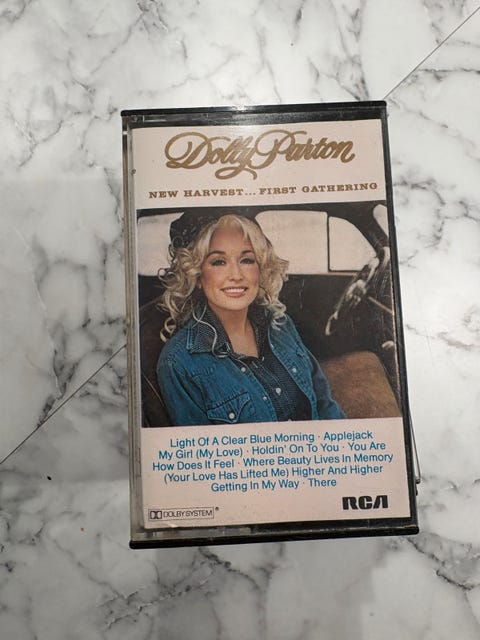 Dolly Parton
NEW HARVEST... FIRST GATHERING
Light Of A Clear Blue Morning · Applejack
My Girl (My Love) · Holdin' On To You · You Are
How Does It Feel · Where Beauty Lives In Memory
(Your Love Has Lifted Me) Higher And Higher
Getting In My Way · There
DOLBY SYSTEM®
RCA